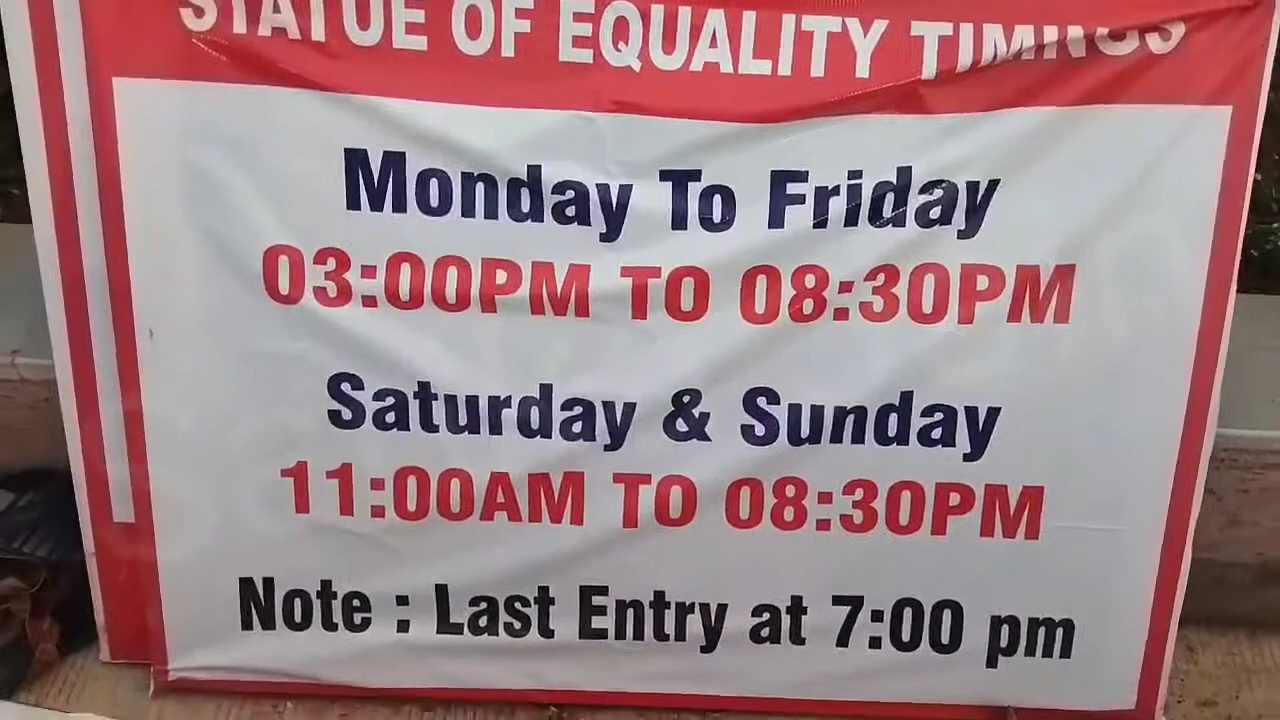 STATUE OF EQUALITY TIMINGS
Monday To Friday
03:00PM TO 08:30PM
Saturday & Sunday
11:00AM TO 08:30PM
Note : Last Entry at 7:00 pm